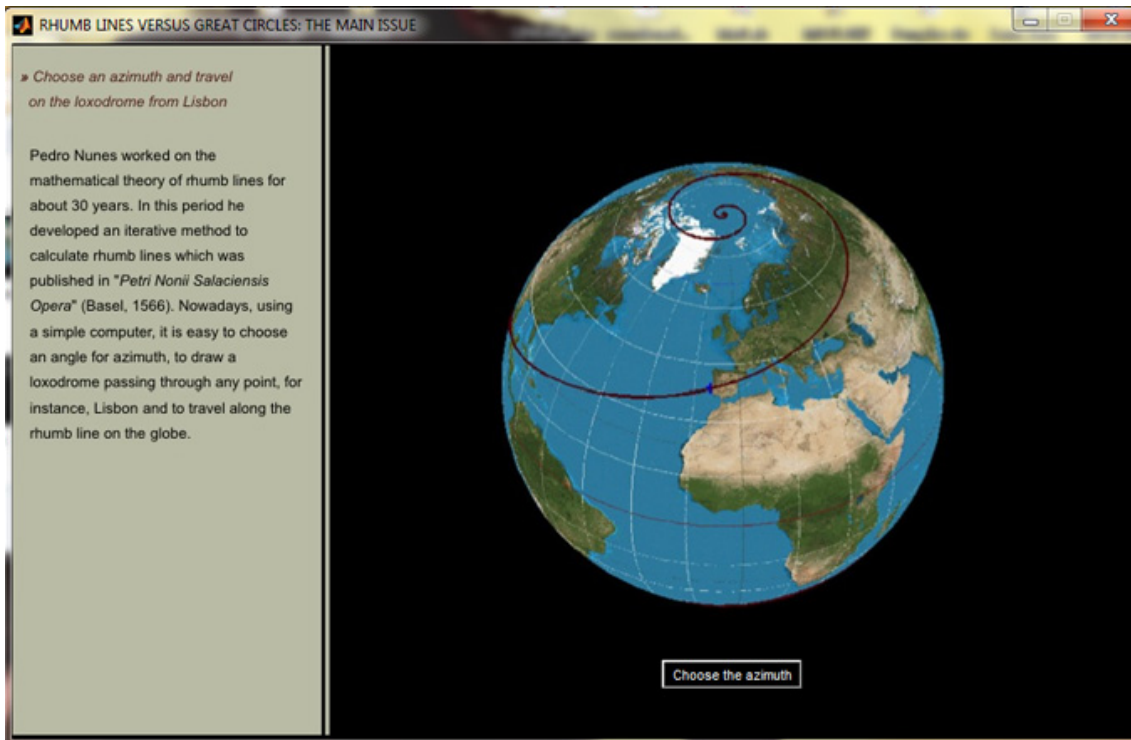 RHUMB LINES VERSUS GREAT CIRCLES: THE MAIN ISSUE
» Choose an azimuth and travel
on the loxodrome from Lisbon
Pedro Nunes worked on the
mathematical theory of rhumb lines for
about 30 years. In this period he
developed an iterative method to
calculate rhumb lines which was
published in "Petri Nonii Salaciensis
Opera" (Basel, 1566). Nowadays, using
a simple computer, it is easy to choose
an angle for azimuth, to draw a
loxodrome passing through any point, for
instance, Lisbon and to travel along the
rhumb line on the globe.
Choose the azimuth